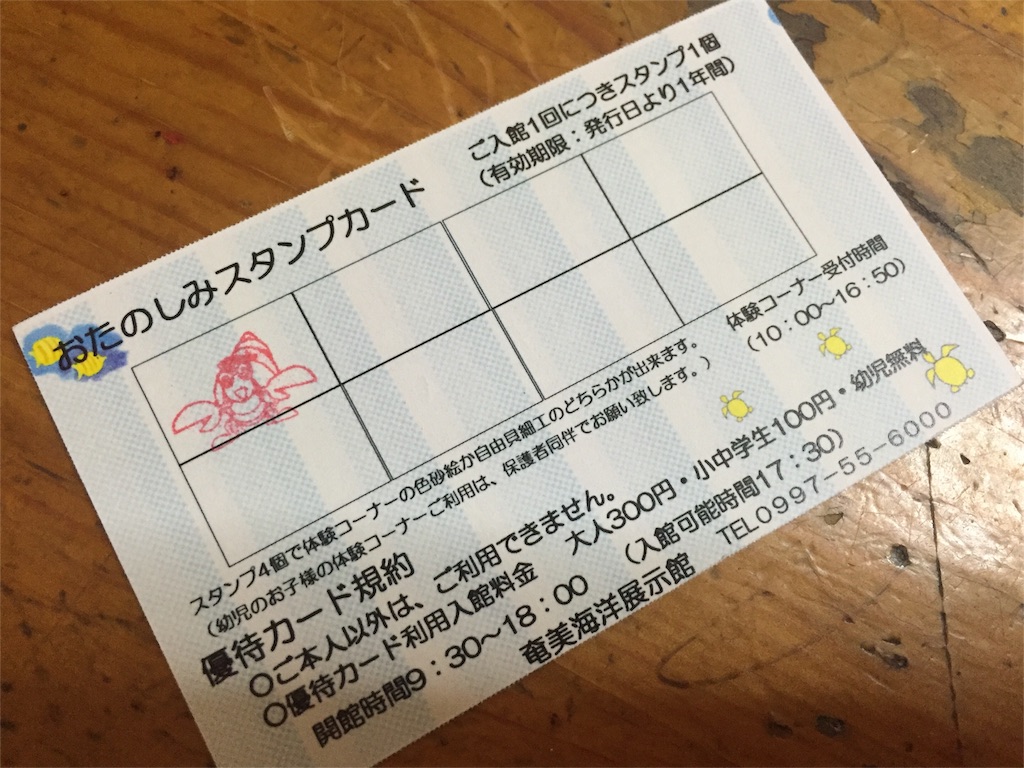 おたのしみスタンプカード
ご入館1回につきスタンプ1個
(有効期限:発行日より1年間)
スタンプ4個で体験コーナーの色砂絵か自由貝細工のどちらかが出来ます。
(幼児のお子様の体験コーナーご利用は、保護者同伴でお願い致します。)
体験コーナー受付時間
(10:00~16:50)
優待カード規約
○ご本人以外は、ご利用できません。
○優待カード利用入館料金 大人300円・小中学生100円・幼児無料
開館時間9:30~18:00 (入館可能時間17:30)
奄美海洋展示館 TEL0997-55-6000